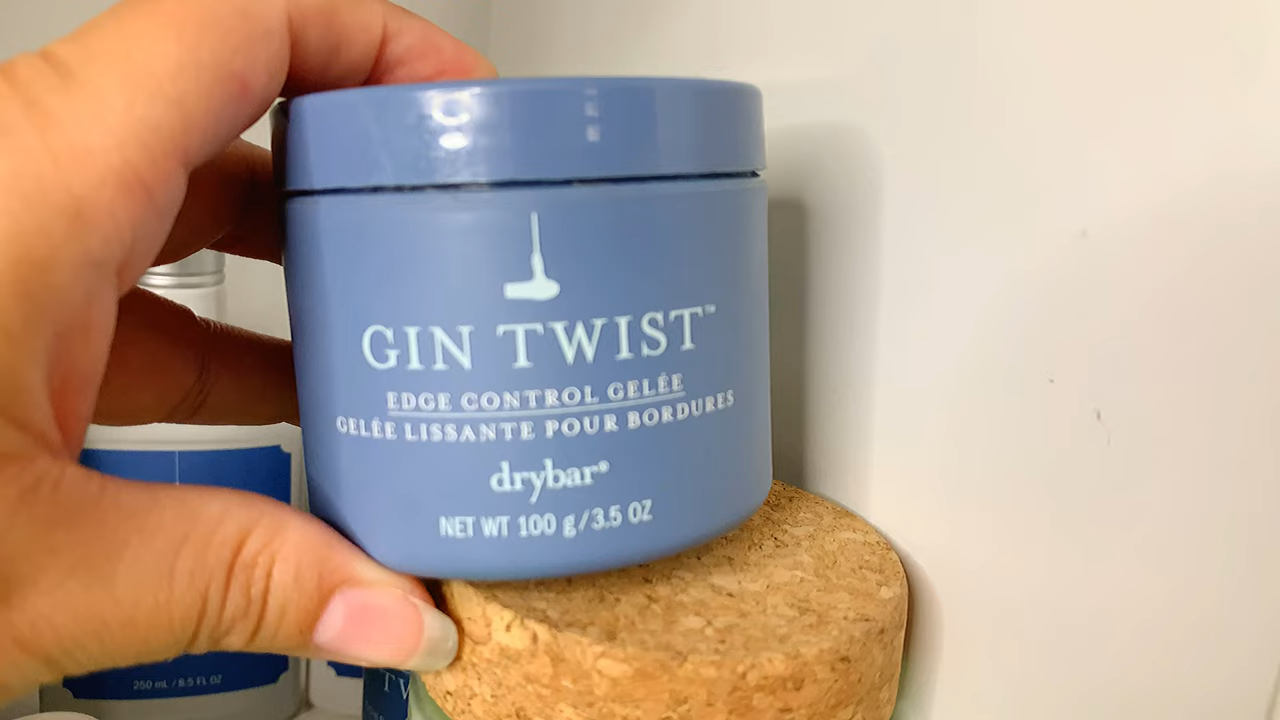 GIN TWIST™
EDGE CONTROL GELÉE
GELÉE LISSANTE POUR BORDURES
drybar®
NET WT 100 g/3.5 OZ
250 mL / 8.5 FL OZ
TW